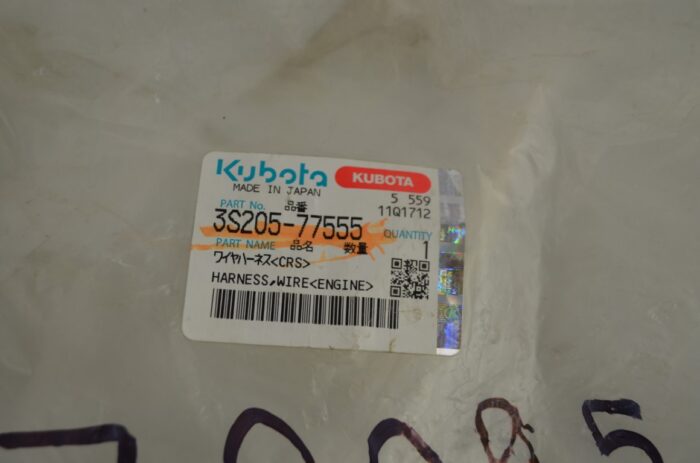 Kubota KUBOTA
MADE IN JAPAN
5 559
PART No. 品番
11Q1712
3S205-77555
QUANTITY
PART NAME 品名 数量 1
ワイヤハーネス<CRS>
HARNESS,WIRE<ENGINE>